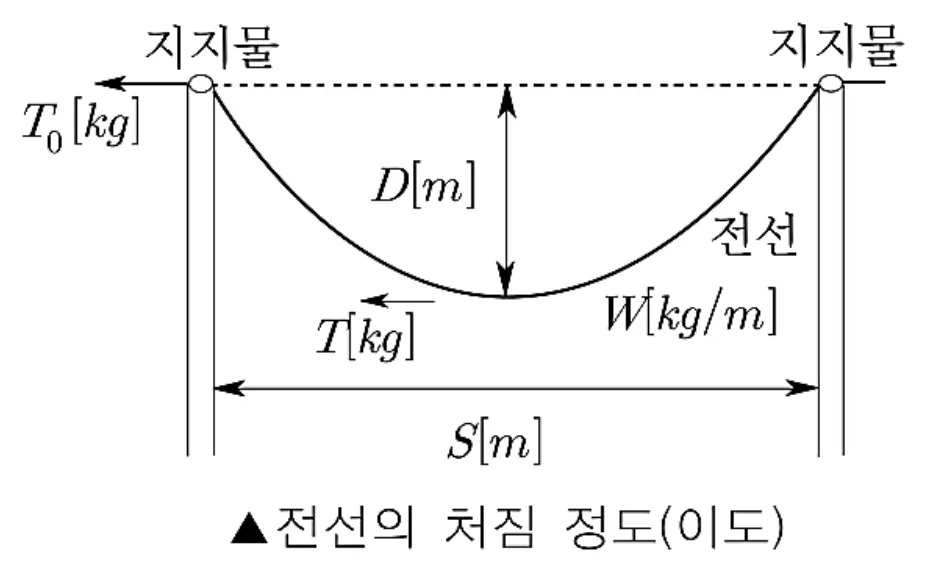 지지물
지지물
T₀[kg]
D[m]
전선
W[kg/m]
T[kg]
S[m]
▲전선의 처짐 정도(이도)